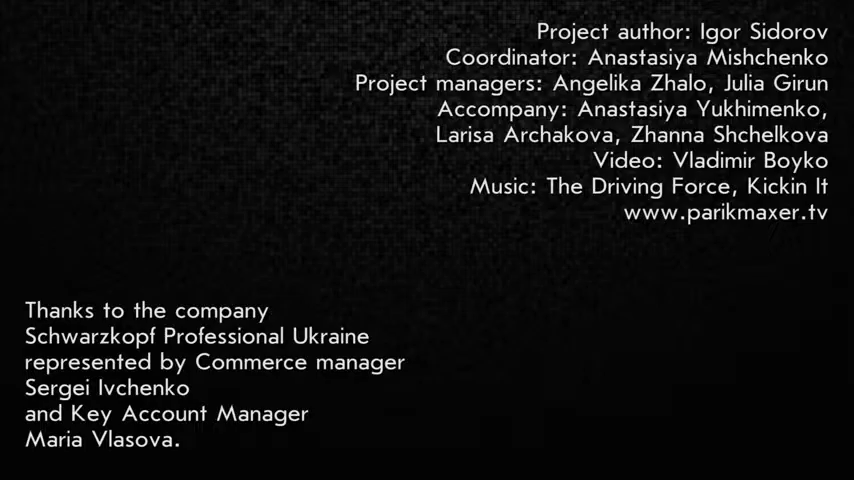 Project author: Igor Sidorov
Coordinator: Anastasiya Mishchenko
Project managers: Angelika Zhalo, Julia Girun
Accompany: Anastasiya Yukhimenko,
Larisa Archakova, Zhanna Shchelkova
Video: Vladimir Boyko
Music: The Driving Force, Kickin It
www.parikmaxer.tv
Thanks to the company
Schwarzkopf Professional Ukraine
represented by Commerce manager
Sergei Ivchenko
and Key Account Manager
Maria Vlasova.